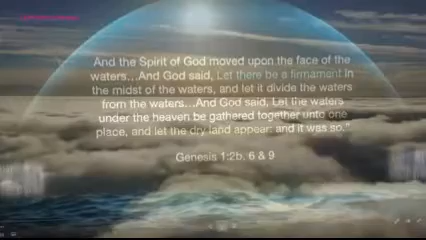 And the Spirit of God moved upon the face of the
waters...And God said, Let there be a firmament in
the midst of the waters, and let it divide the waters
from the waters...And God said, Let the waters
under the heaven be gathered together unto one
place, and let the dry land appear: and it was so."
Genesis 1:2b, 6 & 9